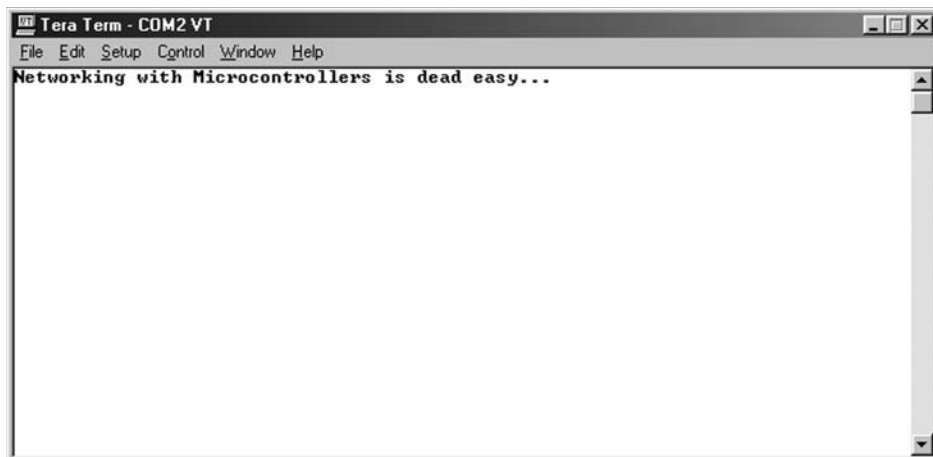 Tera Term - COM2 VT
File Edit Setup Control Window Help
Networking with Microcontrollers is dead easy...